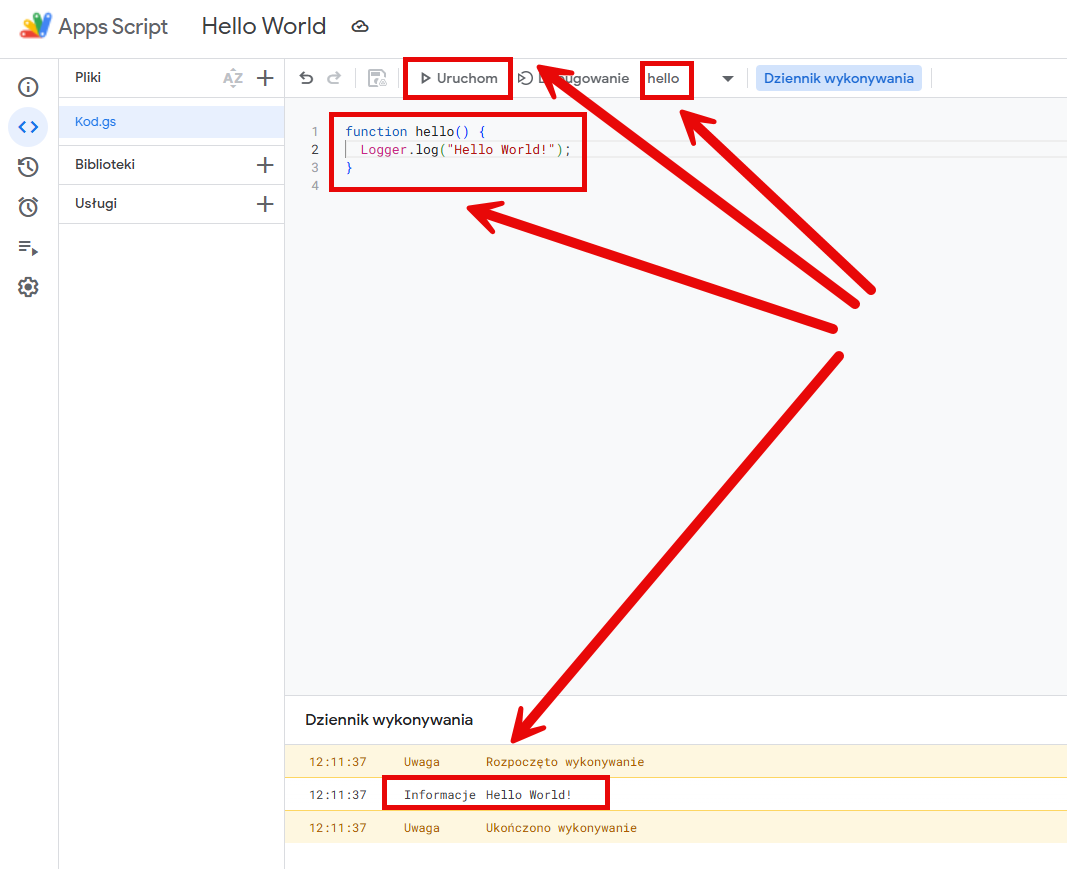 Apps Script Hello World
Pliki AZ
Uruchom hello Dziennik wykonywania
Kod.gs
Biblioteki
Usługi
1 function hello() {
2 Logger.log("Hello World!");
3 }
4
Dziennik wykonywania
12:11:37 Uwaga Rozpoczęto wykonywanie
12:11:37 Informacje Hello World!
12:11:37 Uwaga Ukończono wykonywanie